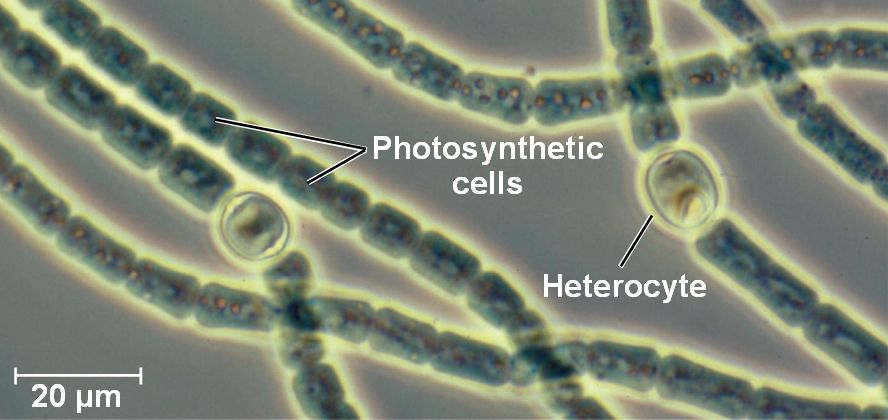 Photosynthetic
cells
Heterocyte
20 µm